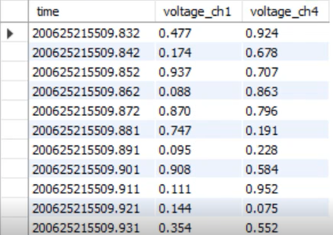 time voltage_ch1 voltage_ch4
200625215509.832 0.477 0.924
200625215509.842 0.174 0.678
200625215509.852 0.937 0.707
200625215509.862 0.088 0.863
200625215509.872 0.870 0.796
200625215509.881 0.747 0.191
200625215509.891 0.095 0.228
200625215509.901 0.908 0.584
200625215509.911 0.111 0.952
200625215509.921 0.144 0.075
200625215509.931 0.354 0.552